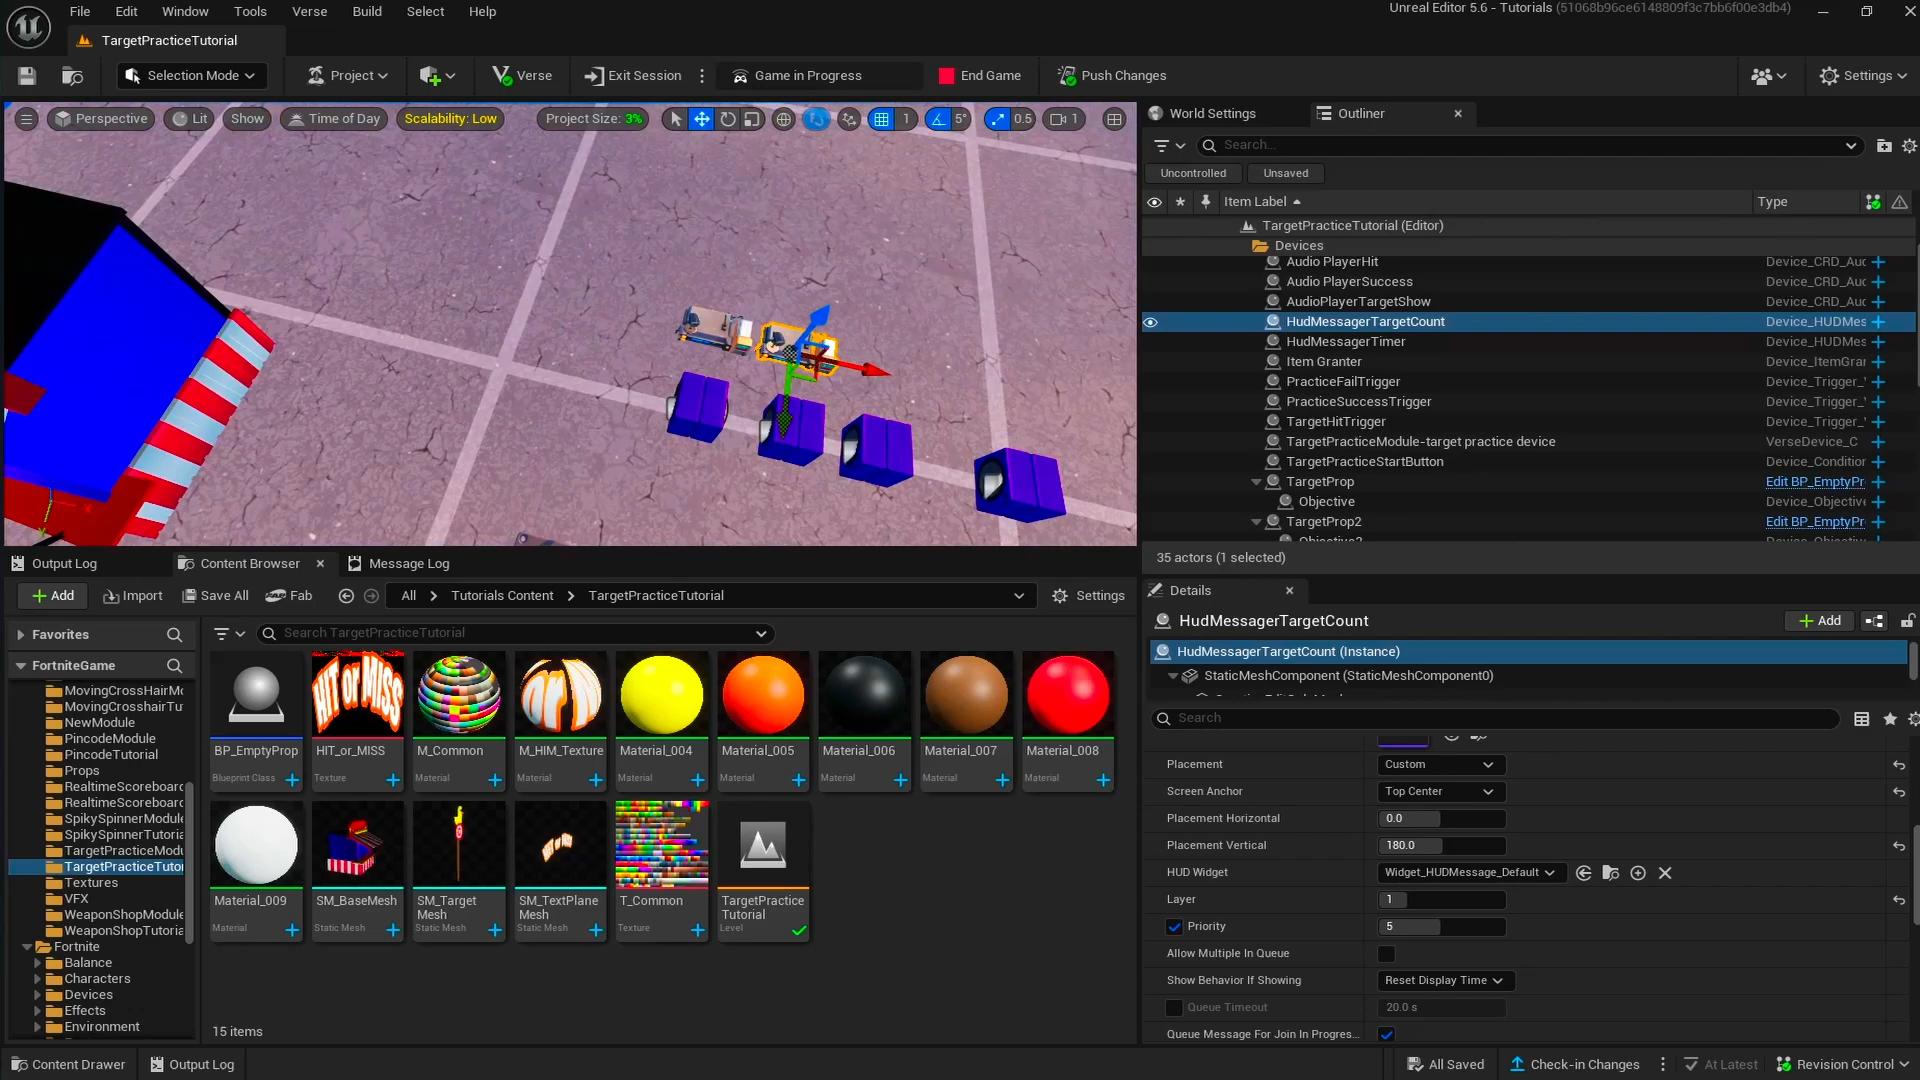 File Edit Window Tools Verse Build Select Help
Unreal Editor 5.6 - Tutorials (51068b96ce6148809f3c7bb6f00e3db4)
TargetPracticeTutorial
Selection Mode Project Verse Exit Session Game in Progress End Game Push Changes Settings
Perspective Lit Show Time of Day Scalability: Low Project Size: 3% 1 5° 0.5 1
World Settings Outliner
Search...
Uncontrolled Unsaved
Item Label Type
TargetPracticeTutorial (Editor)
Devices
Audio PlayerHit Device_CRD_Auc
Audio PlayerSuccess Device_CRD_Auc
AudioPlayerTargetShow Device_CRD_Auc
HudMessagerTargetCount Device_HUDMes
HudMessagerTimer Device_HUDMes
Item Granter Device_ItemGrar
PracticeFailTrigger Device_Trigger_
PracticeSuccessTrigger Device_Trigger_
TargetHitTrigger Device_Trigger_
TargetPracticeModule-target practice device VerseDevice_C
TargetPracticeStartButton Device_Condition
TargetProp Edit BP_EmptyPr
Objective Device_Objective
TargetProp2 Edit BP_EmptyPr
35 actors (1 selected)
Output Log Content Browser Message Log
Add Import Save All Fab All Tutorials Content TargetPracticeTutorial Settings
Favorites
Search TargetPracticeTutorial
FortniteGame
MovingCrossHairMo
MovingCrosshairTut
NewModule
PincodeModule
PincodeTutorial
Props
RealtimeScoreboard
RealtimeScoreboard
SpikySpinnerModule
SpikySpinnerTutoria
TargetPracticeModu
TargetPracticeTutor
Textures
VFX
WeaponShopModule
WeaponShopTutoria
Fortnite
Balance
Characters
Devices
Effects
Environment
HIT or MISS
or
BP_EmptyProp HIT_or_MISS M_Common M_HIM_Texture Material_004 Material_005 Material_006 Material_007 Material_008
Blueprint Class Texture Material Material Material Material Material Material Material
Material_009 SM_BaseMesh SM_Target Mesh SM_TextPlane Mesh T_Common TargetPractice Tutorial
Material Static Mesh Static Mesh Static Mesh Texture Level
15 items
Details
HudMessagerTargetCount
Add
HudMessagerTargetCount (Instance)
StaticMeshComponent (StaticMeshComponent0)
Search
Placement Custom
Screen Anchor Top Center
Placement Horizontal 0.0
Placement Vertical 180.0
HUD Widget Widget_HUDMessage_Default
Layer 1
Priority 5
Allow Multiple In Queue
Show Behavior If Showing Reset Display Time
Queue Timeout 20.0 s
Queue Message For Join In Progres...
Content Drawer Output Log All Saved Check-in Changes At Latest Revision Control